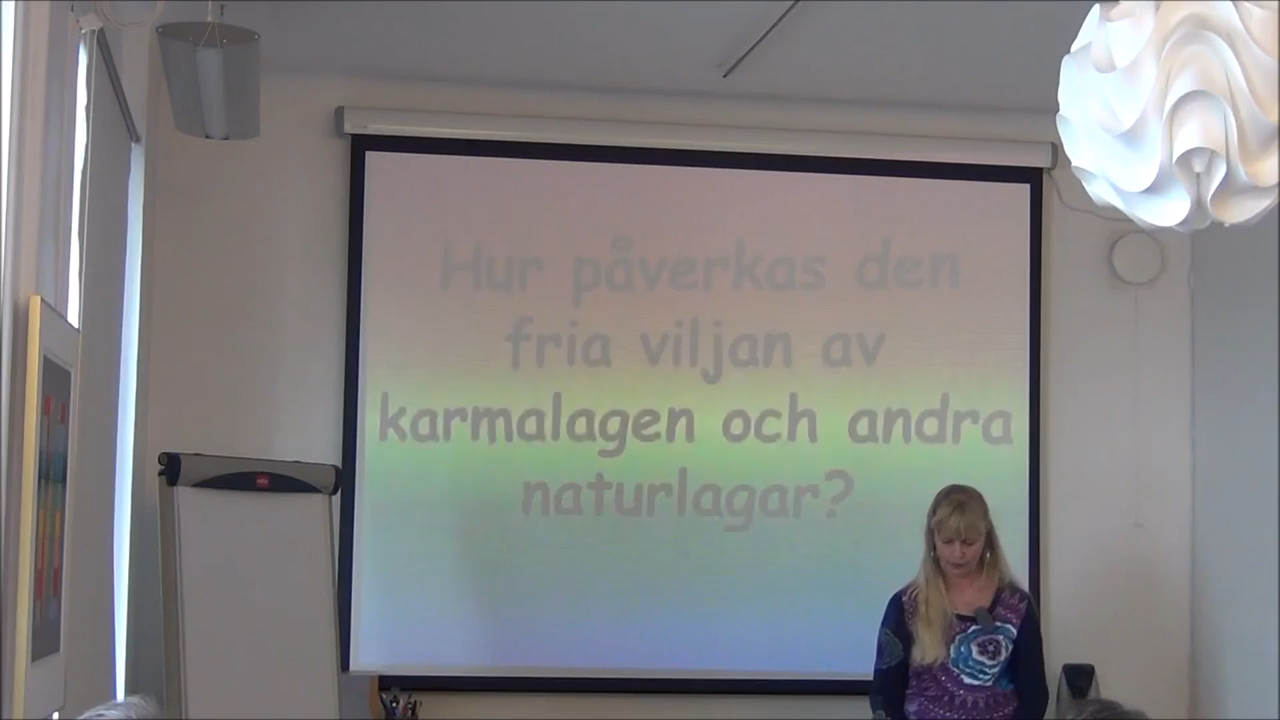 Hur påverkas den
fria viljan av
karmalagen och andra
naturlagar?